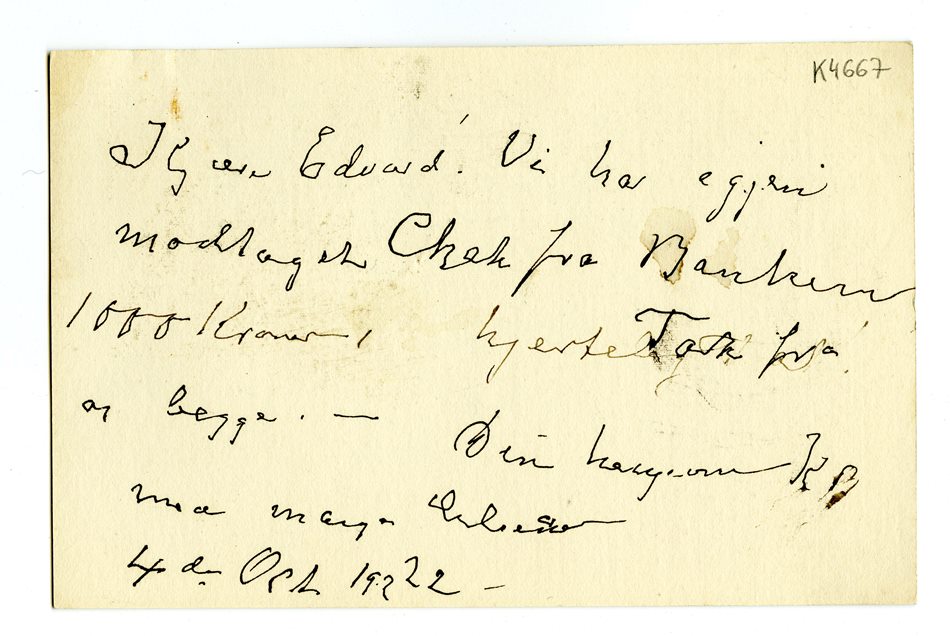 K4667
Kjære Edvard! Vi har igjen
modtaget Chek fra Banken
1000 Kroner, hjertelig Tak fra
os begge. —
Din hengivne KB
med mange Hilsener
4de Oct 1922 —